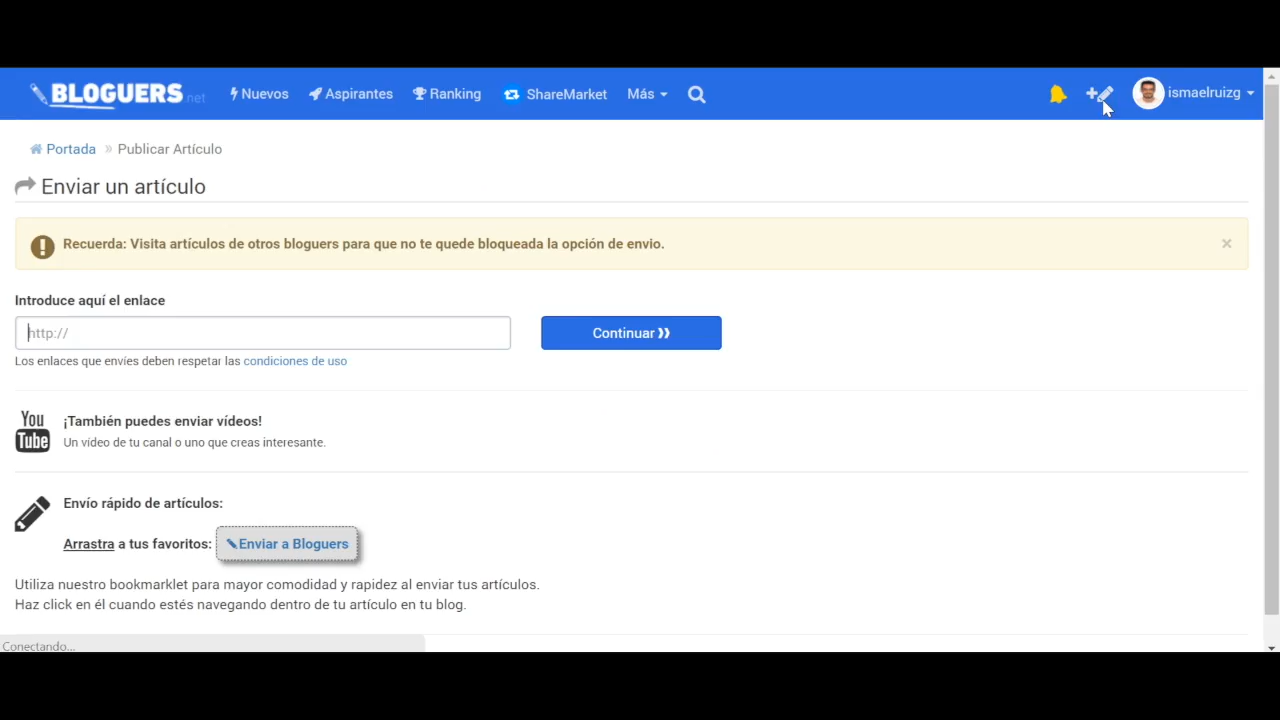 BLOGUERS.net Nuevos Aspirantes Ranking ShareMarket Más ismaelruizg
Portada » Publicar Artículo
Enviar un artículo
Recuerda: Visita artículos de otros bloguers para que no te quede bloqueada la opción de envio. ×
Introduce aquí el enlace
http:// Continuar
Los enlaces que envíes deben respetar las condiciones de uso
You
Tube
¡También puedes enviar vídeos!
Un vídeo de tu canal o uno que creas interesante.
Envío rápido de artículos:
Arrastra a tus favoritos: Enviar a Bloguers
Utiliza nuestro bookmarklet para mayor comodidad y rapidez al enviar tus artículos.
Haz click en él cuando estés navegando dentro de tu artículo en tu blog.
Conectando...